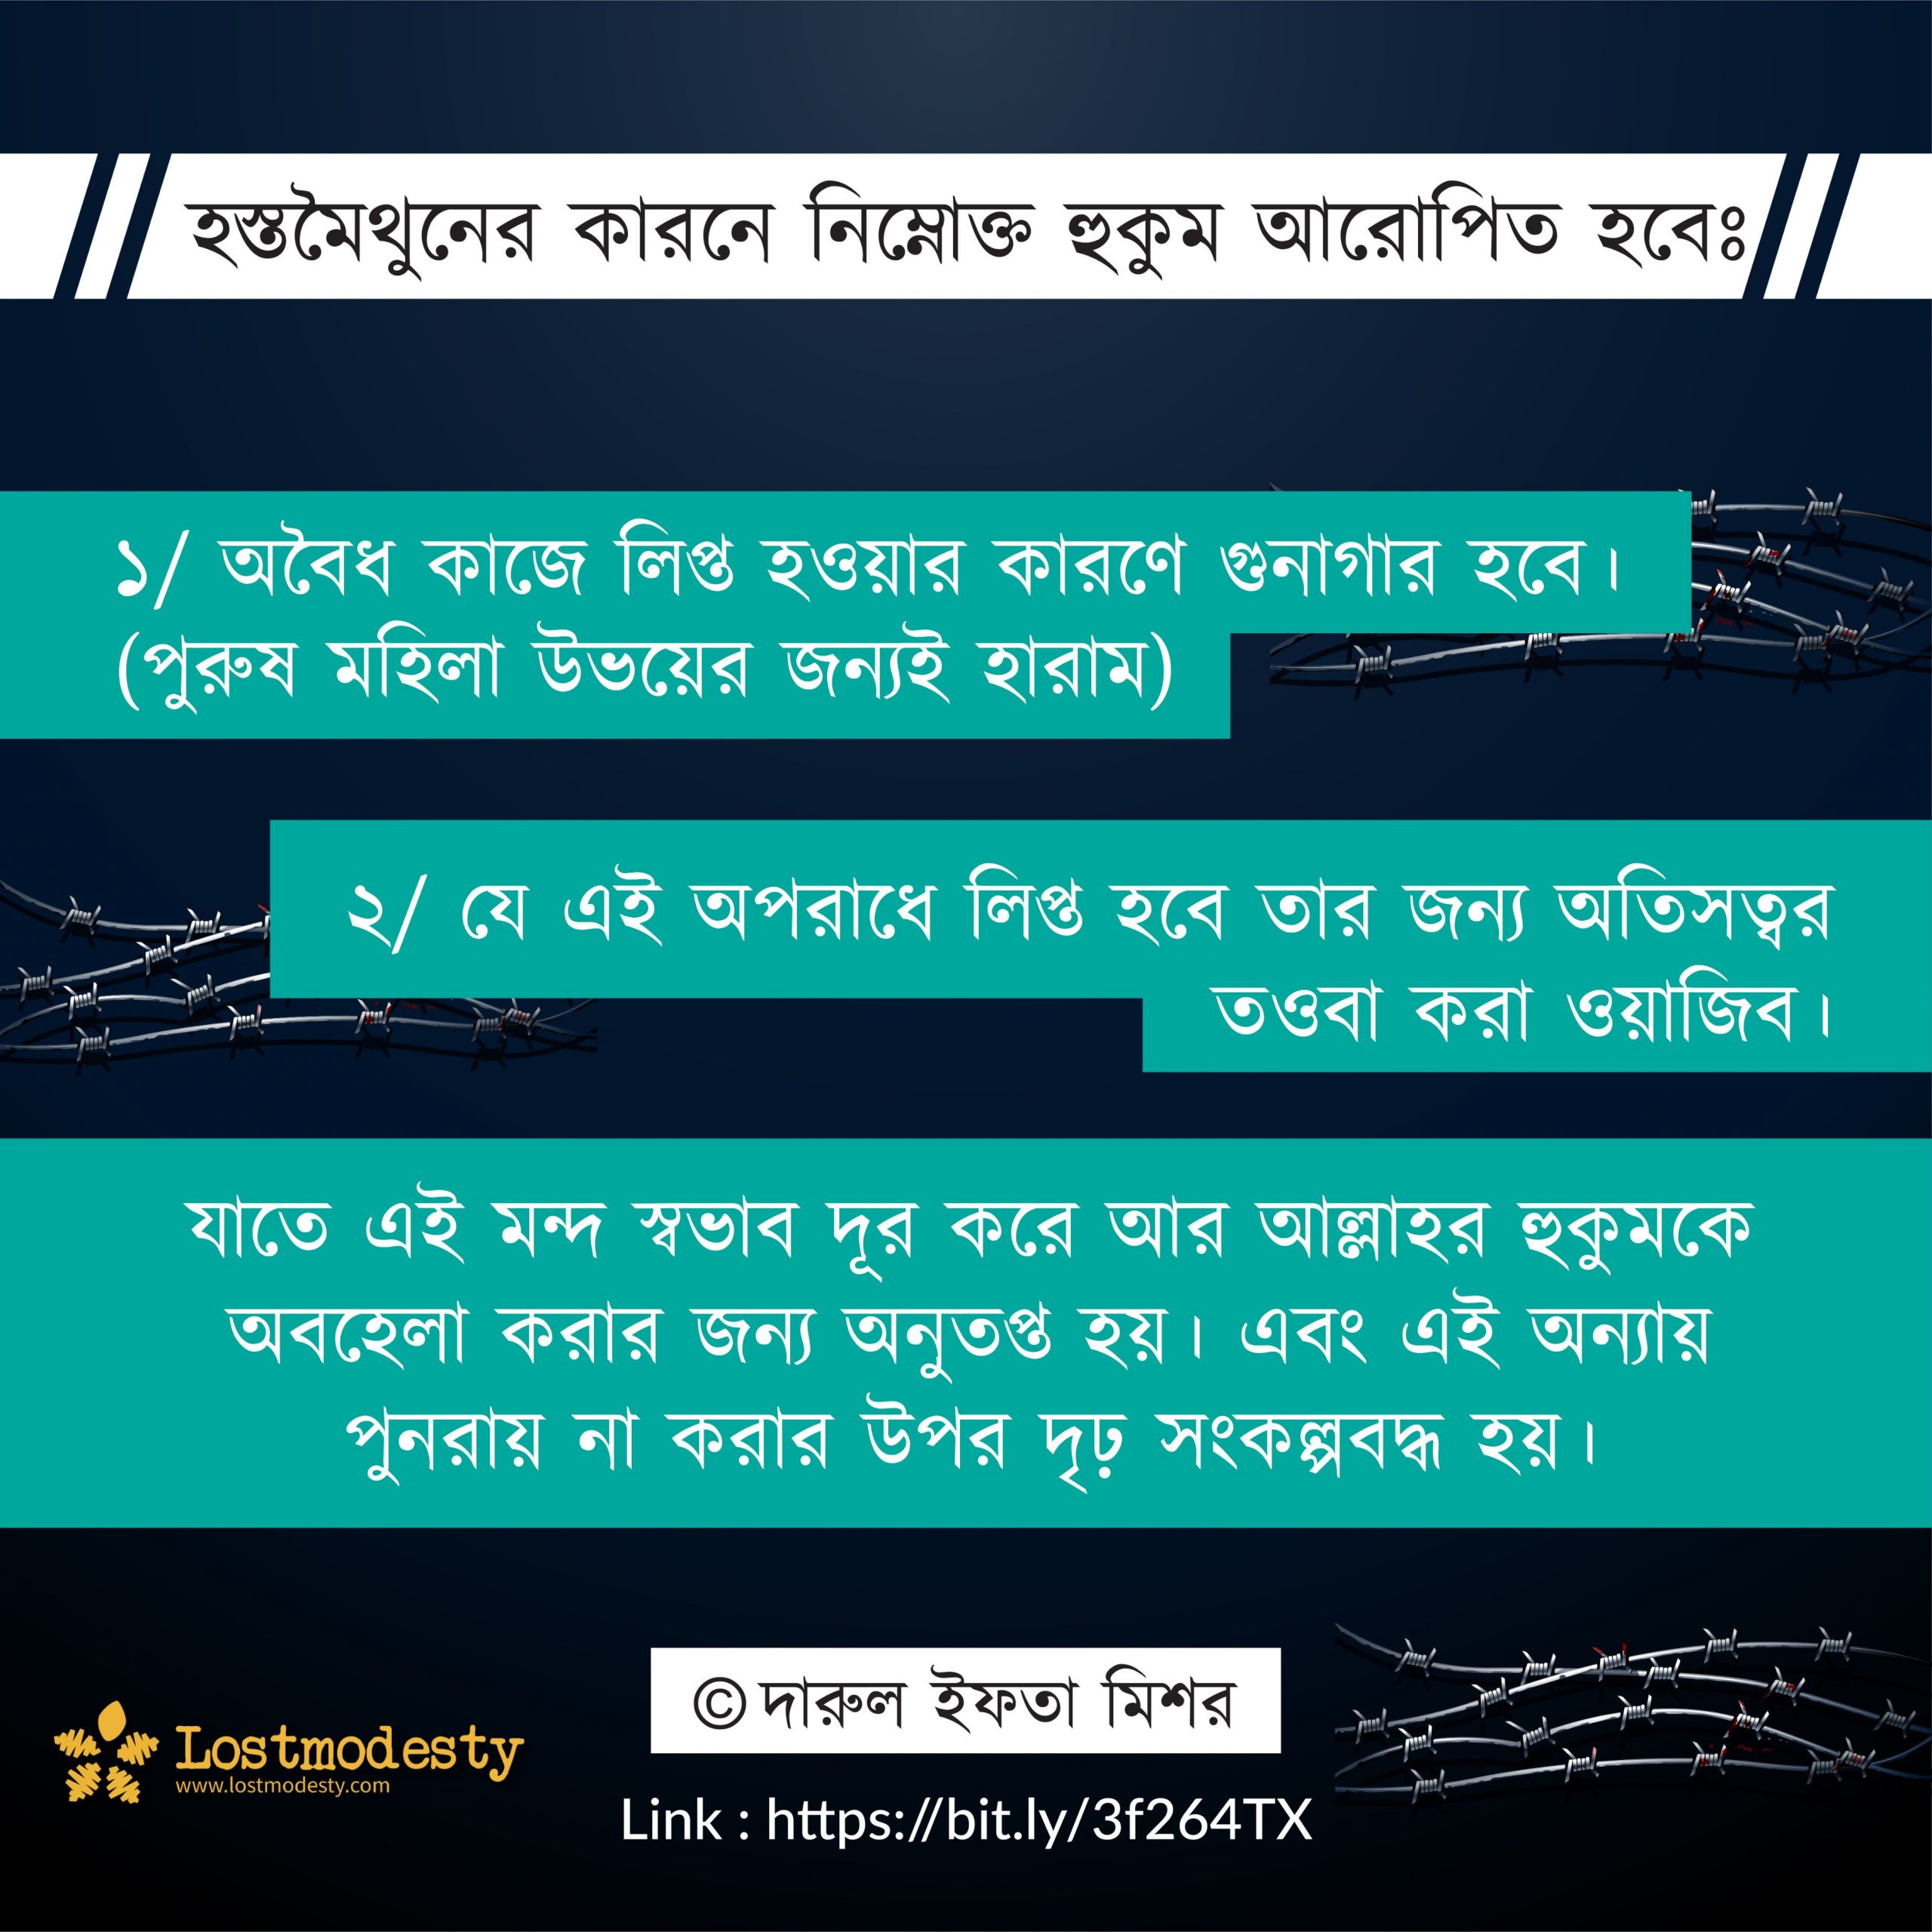 হস্তমৈথুনের কারনে নিম্নোক্ত হুকুম আরোপিত হবেঃ
১/ অবৈধ কাজে লিপ্ত হওয়ার কারণে গুনাগার হবে।
(পুরুষ মহিলা উভয়ের জন্যই হারাম)
২/ যে এই অপরাধে লিপ্ত হবে তার জন্য অতিসত্বর
তওবা করা ওয়াজিব।
যাতে এই মন্দ স্বভাব দূর করে আর আল্লাহর হুকুমকে
অবহেলা করার জন্য অনুতপ্ত হয়। এবং এই অন্যায়
পুনরায় না করার উপর দৃঢ় সংকল্পবদ্ধ হয়।
© দারুল ইফতা মিশর
Lostmodesty
www.lostmodesty.com
Link : https://bit.ly/3f264TX